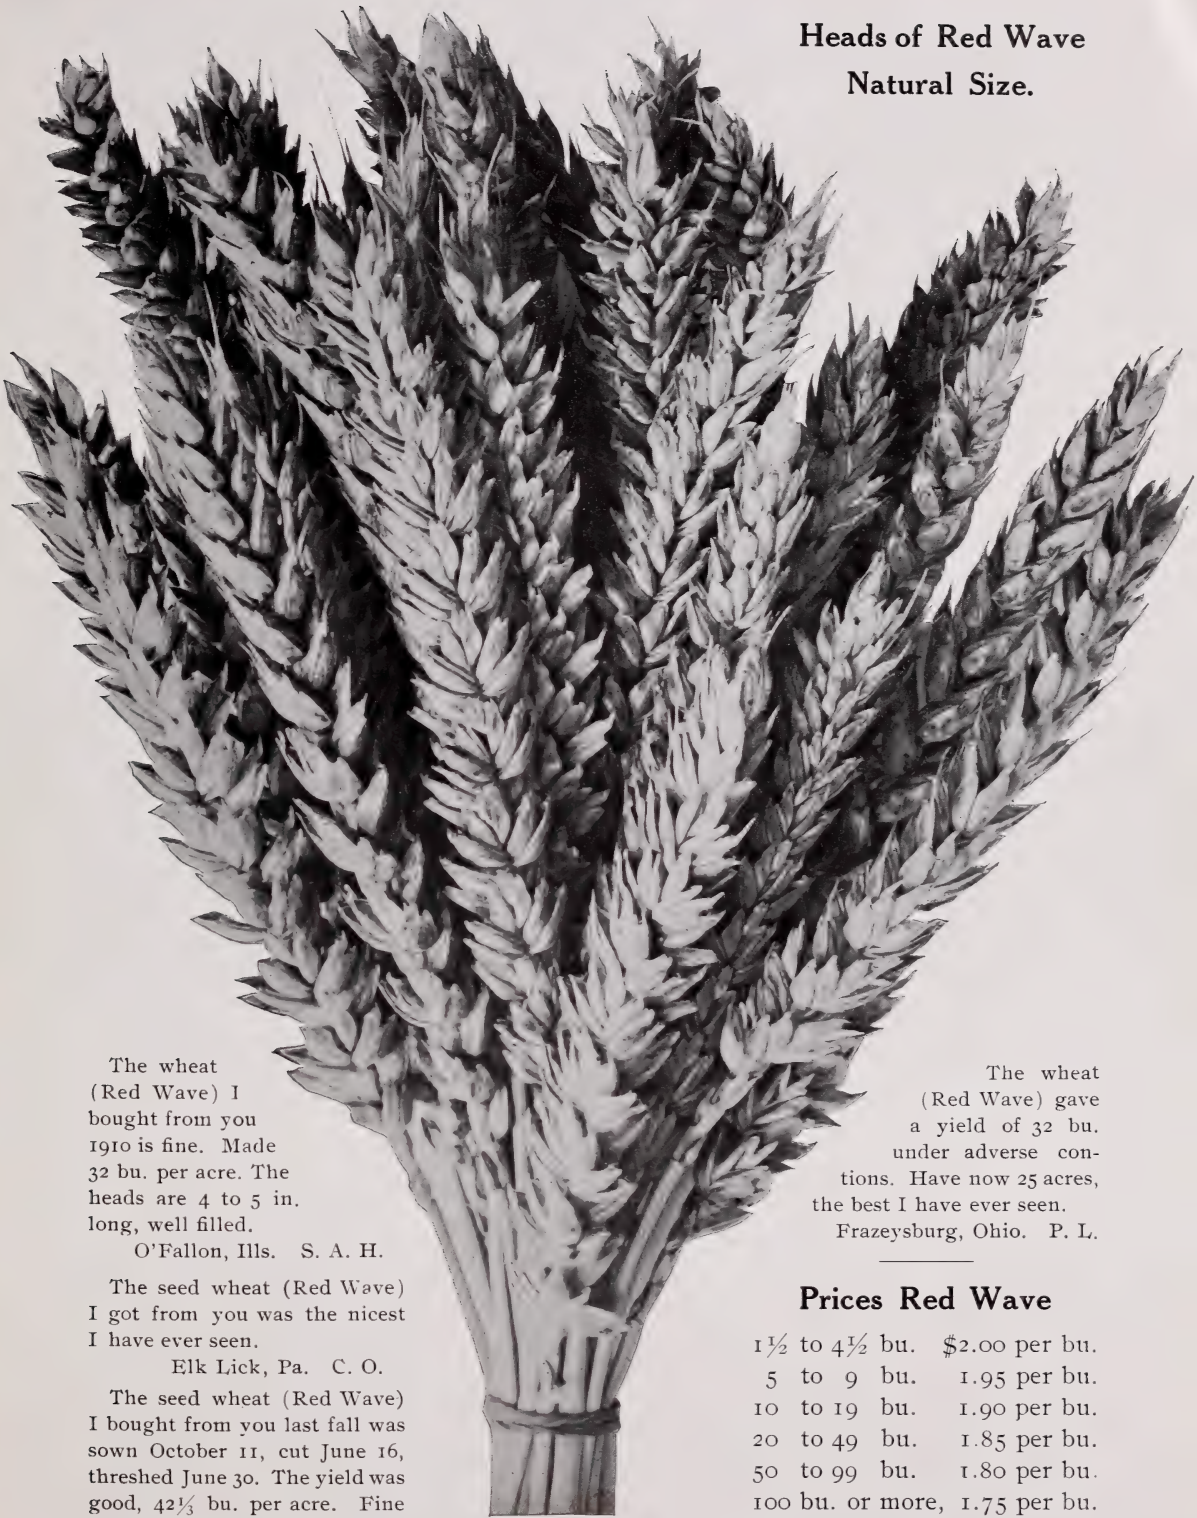 Heads of Red Wave
Natural Size.
The wheat
(Red Wave) I
bought from you
1910 is fine. Made
32 bu. per acre. The
heads are 4 to 5 in.
long, well filled.
O'Fallon, Ills. S. A. H.
The seed wheat (Red Wave)
I got from you was the nicest
I have ever seen.
Elk Lick, Pa. C. O.
The seed wheat (Red Wave)
I bought from you last fall was
sown October 11, cut June 16,
threshed June 30. The yield was
good, 42⅓ bu. per acre. Fine
The wheat
(Red Wave) gave
a yield of 32 bu.
under adverse con-
tions. Have now 25 acres,
the best I have ever seen.
Frazeysburg, Ohio. P. L.
Prices Red Wave
1½ to 4½ bu. $2.00 per bu.
5 to 9 bu. 1.95 per bu.
10 to 19 bu. 1.90 per bu.
20 to 49 bu. 1.85 per bu.
50 to 99 bu. 1.80 per bu.
100 bu. or more, 1.75 per bu.